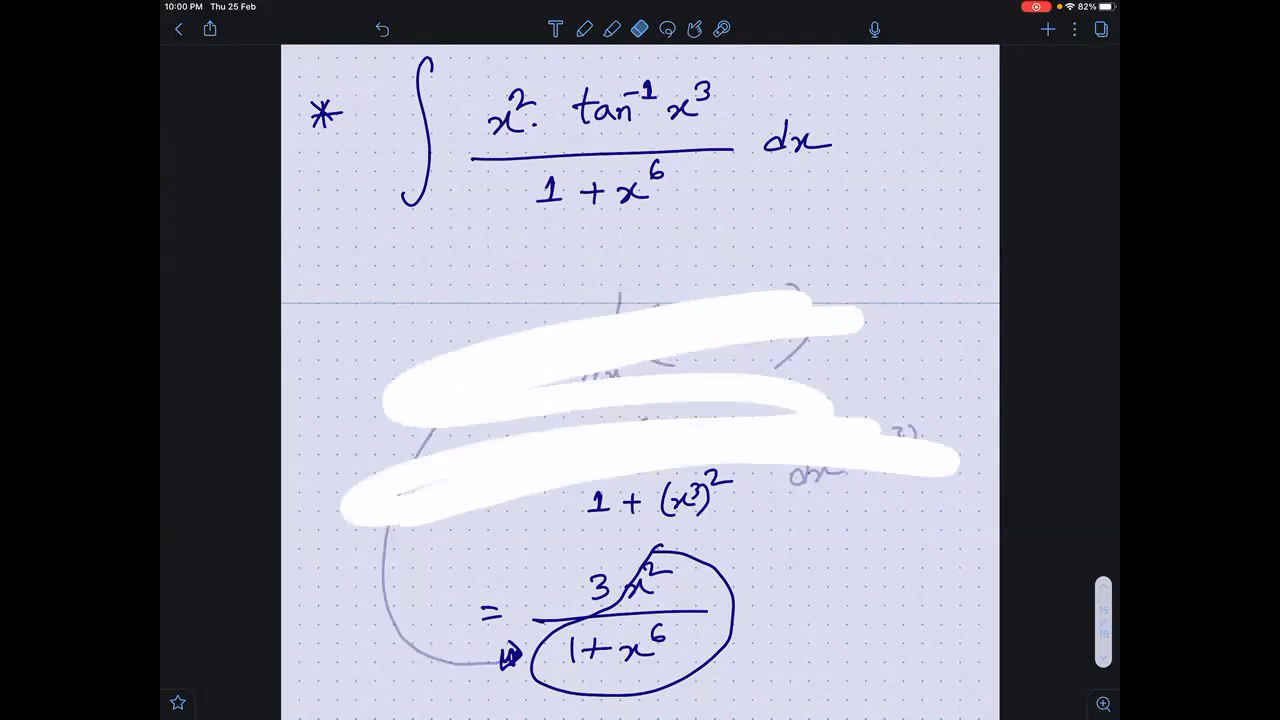 10:00 PM Thu 25 Feb
82%
* ∫ x². tan⁻¹ x³
dx
1 + x⁶
dx
1 + (x³)²
= 3x²
1 + x⁶